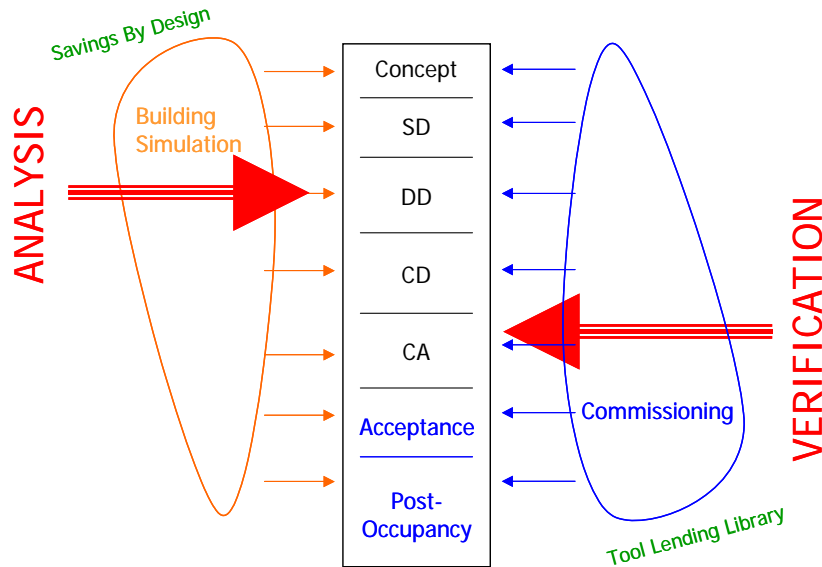 Savings By Design
ANALYSIS
Building
Simulation
Concept
SD
DD
CD
CA
Acceptance
Post-
Occupancy
Commissioning
VERIFICATION
Tool Lending Library